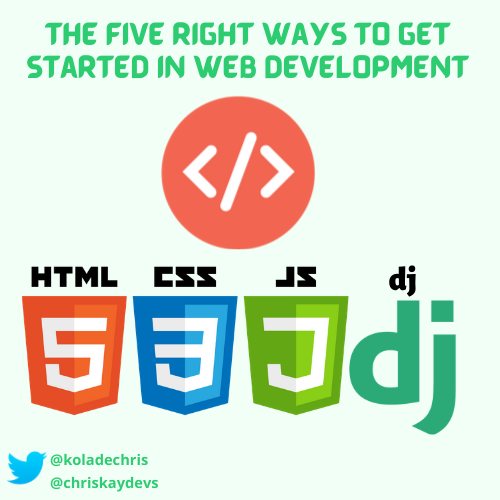 THE FIVE RIGHT WAYS TO GET
STARTED IN WEB DEVELOPMENT
</>
HTML CSS JS dj
5 3 J dj
@koladechris
@chriskaydevs